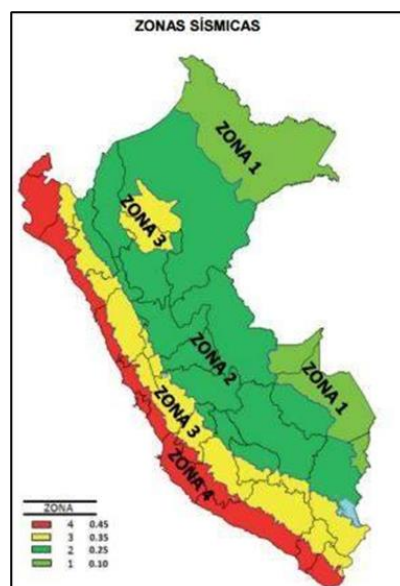 ZONAS SÍSMICAS
ZONA 1
ZONA 3
ZONA 2
ZONA 1
ZONA 3
ZONA 4
ZONA
4 0.45
3 0.35
2 0.25
1 0.10